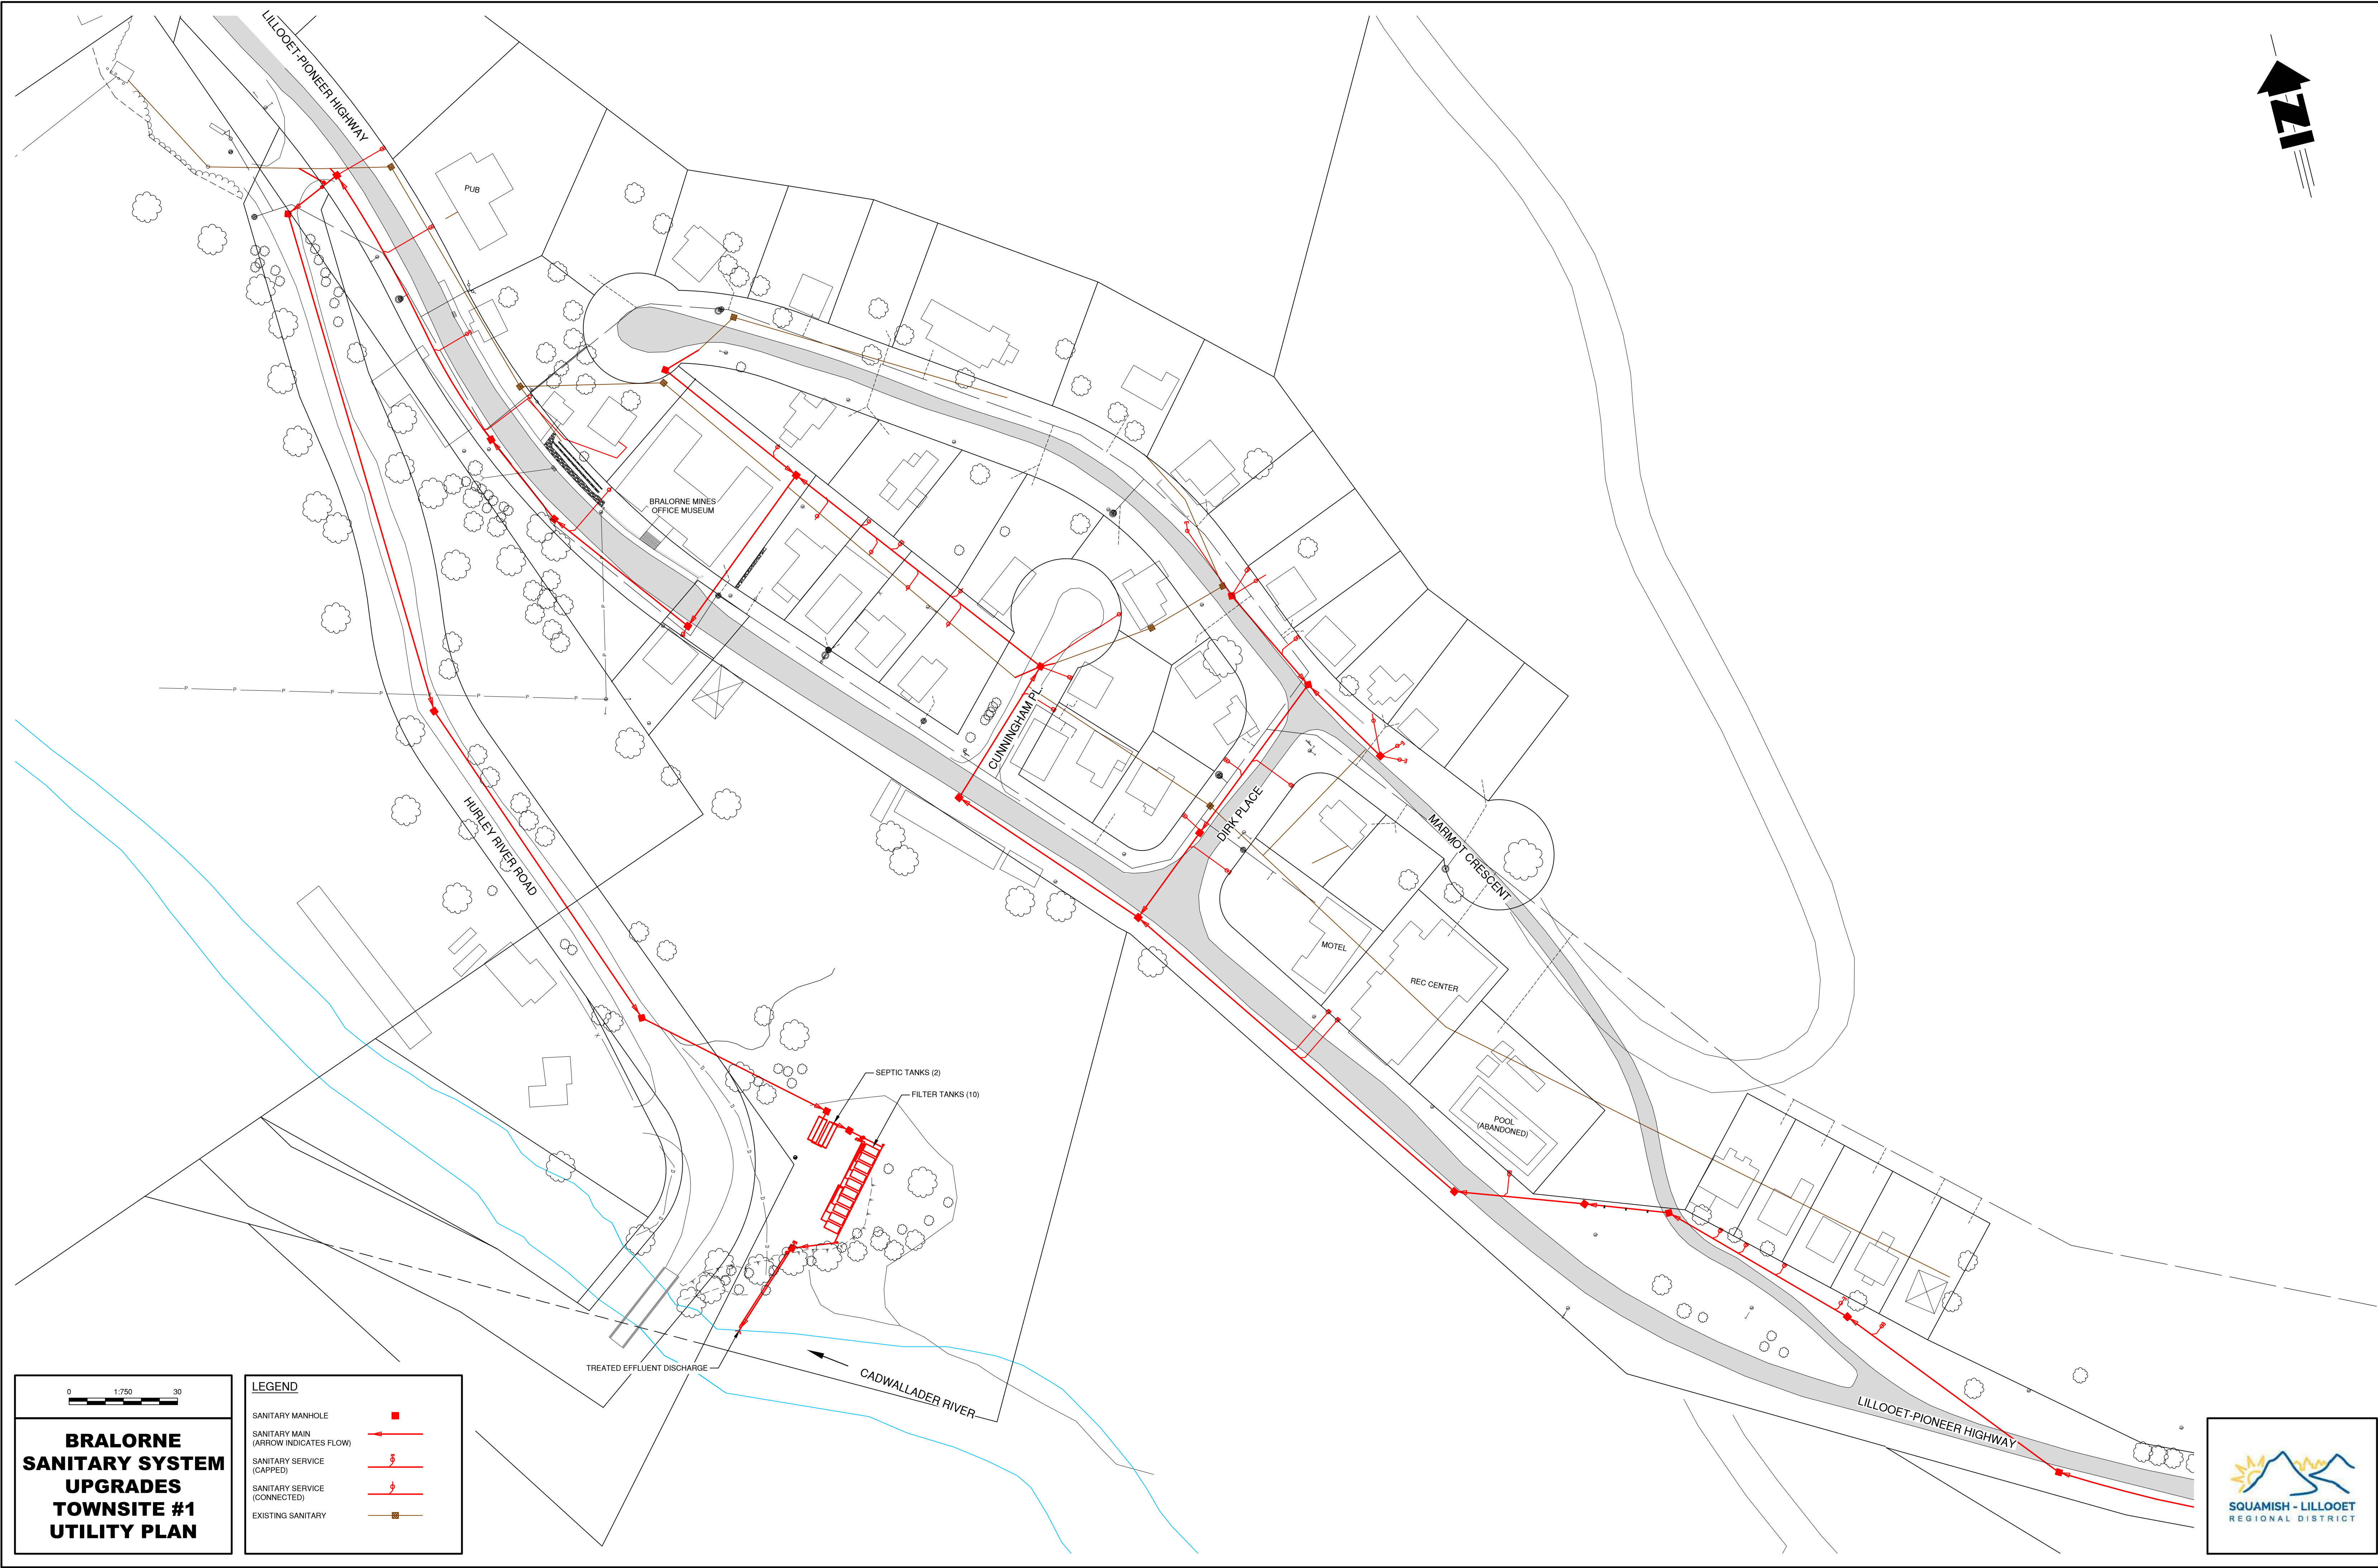 LILLOOET-PIONEER HIGHWAY
PUB
BRALORNE MINES
OFFICE MUSEUM
CUNNINGHAM PL.
DIRK PLACE
MARMOT CRESCENT
HURLEY RIVER ROAD
MOTEL
REC CENTER
POOL
(ABANDONED)
SEPTIC TANKS (2)
FILTER TANKS (10)
TREATED EFFLUENT DISCHARGE
CADWALLADER RIVER
LILLOOET-PIONEER HIGHWAY
N
0 1:750 30
BRALORNE
SANITARY SYSTEM
UPGRADES
TOWNSITE #1
UTILITY PLAN
LEGEND
SANITARY MANHOLE
SANITARY MAIN
(ARROW INDICATES FLOW)
SANITARY SERVICE
(CAPPED)
SANITARY SERVICE
(CONNECTED)
EXISTING SANITARY
SQUAMISH - LILLOOET
REGIONAL DISTRICT